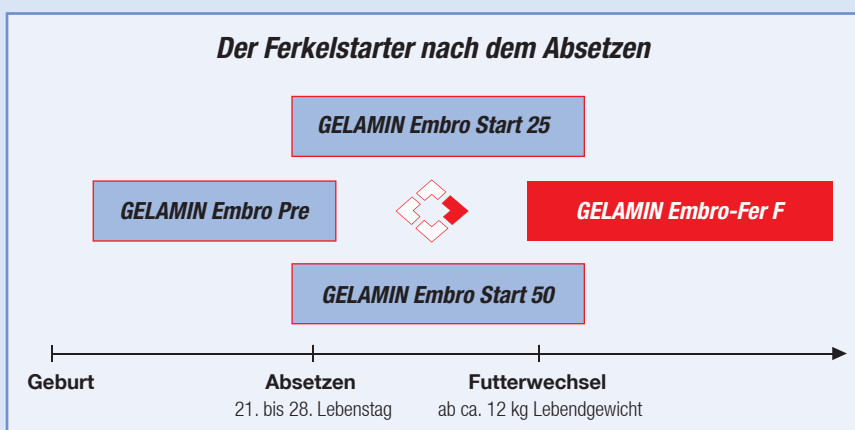 Der Ferkelstarter nach dem Absetzen
GELAMIN Embro Start 25
GELAMIN Embro Pre
GELAMIN Embro-Fer F
GELAMIN Embro Start 50
Geburt
Absetzen
21. bis 28. Lebenstag
Futterwechsel
ab ca. 12 kg Lebendgewicht